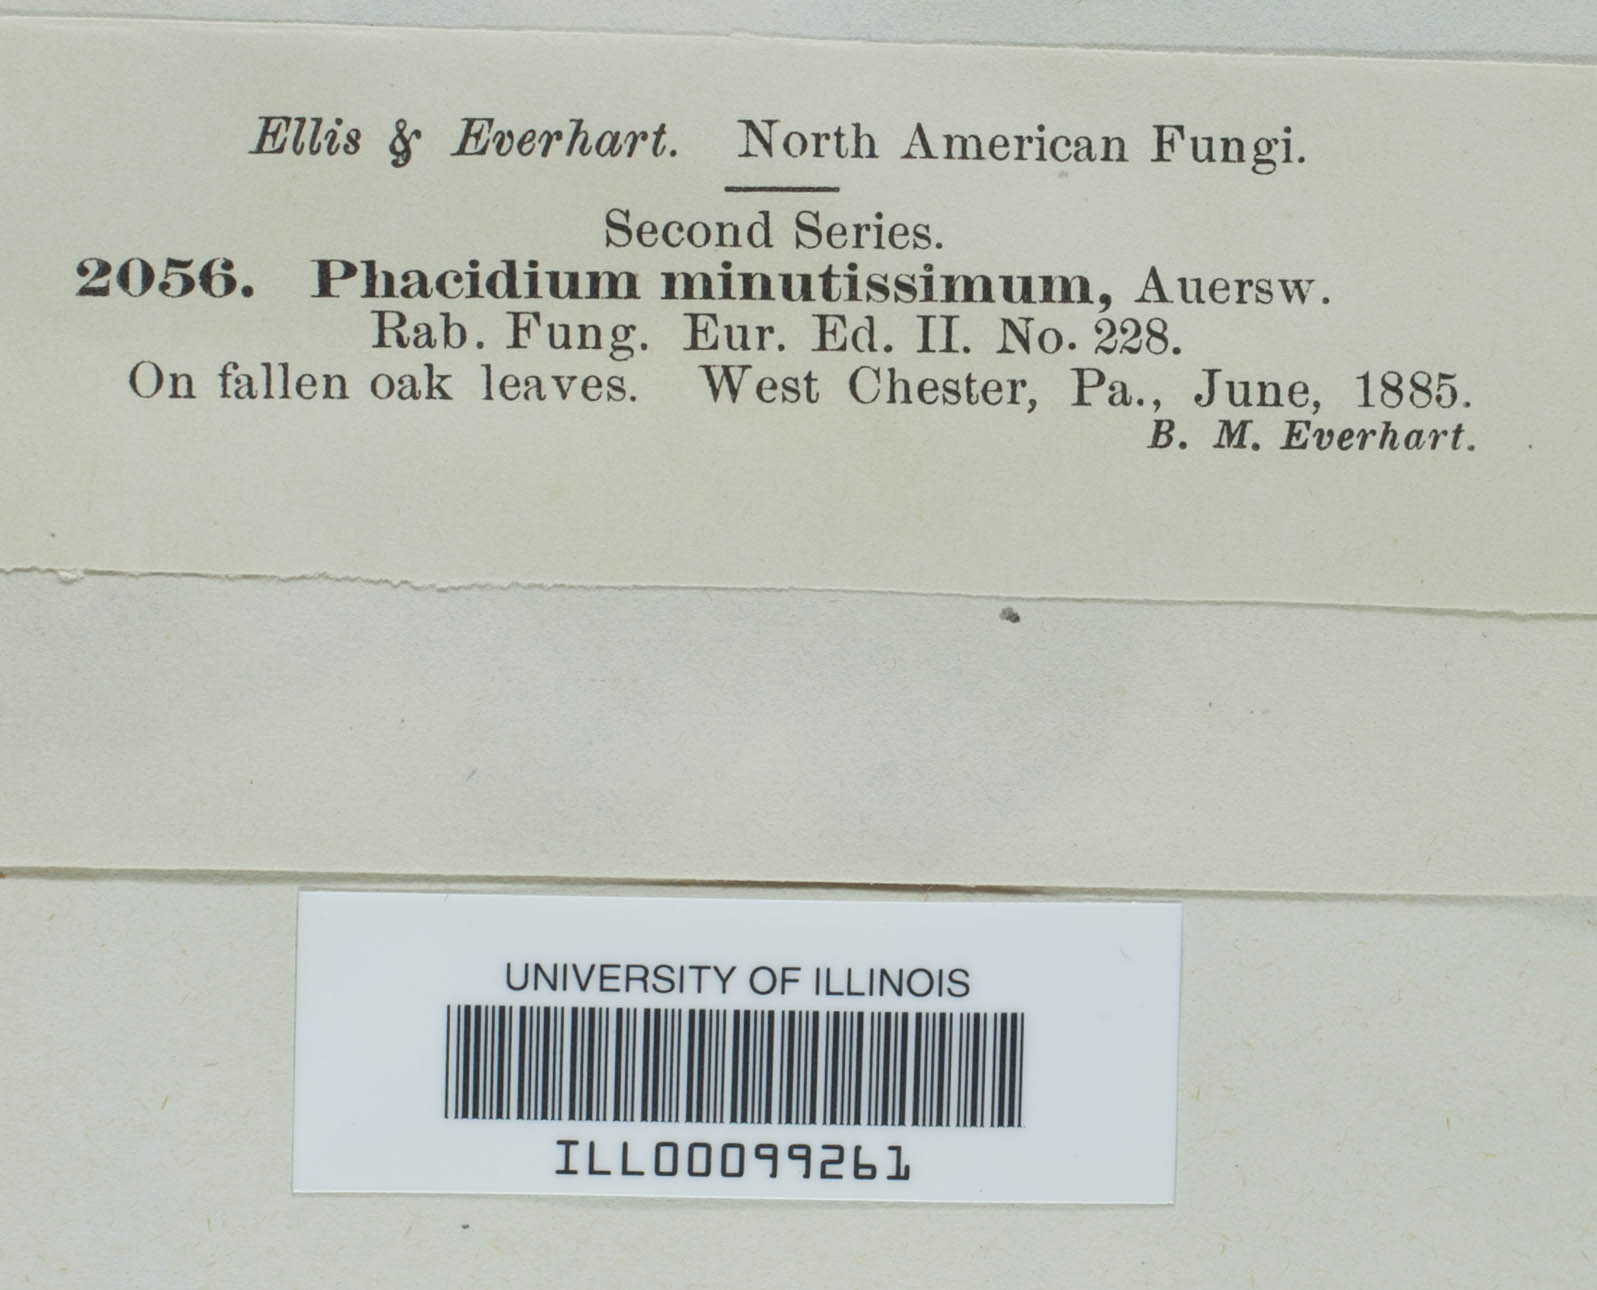 Ellis & Everhart. North American Fungi.
Second Series.
2056. Phacidium minutissimum, Auersw.
Rab. Fung. Eur. Ed. II. No. 228.
On fallen oak leaves. West Chester, Pa., June, 1885.
B. M. Everhart.
UNIVERSITY OF ILLINOIS
ILL00099261